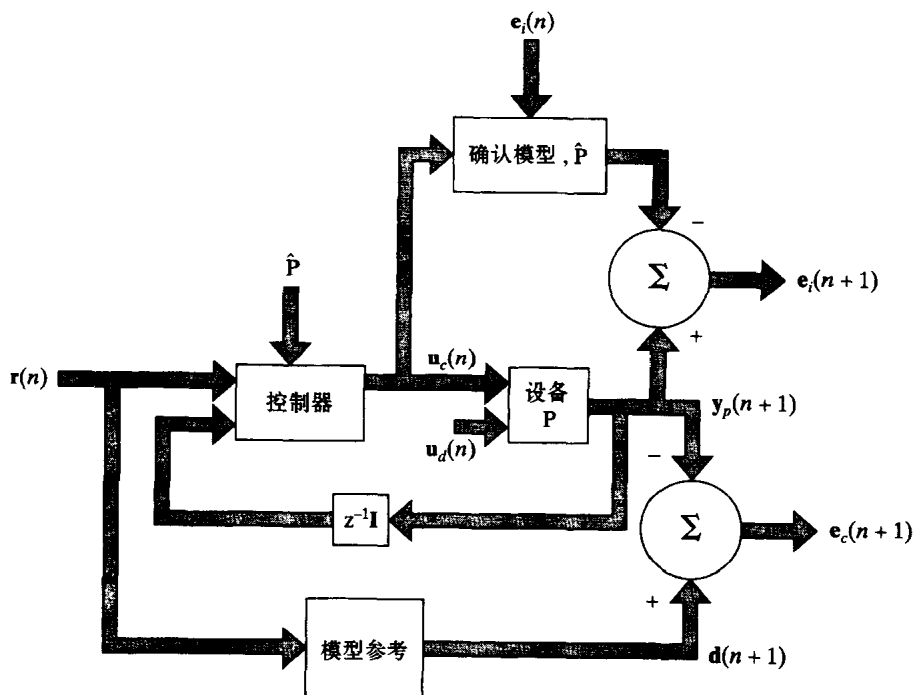 e_i(n)
确认模型, P̂
−
Σ
e_i(n+1)
+
P̂
r(n)
控制器
u_c(n)
设备
P
u_d(n)
y_p(n+1)
−
z⁻¹I
Σ
e_c(n+1)
+
模型参考
d(n+1)